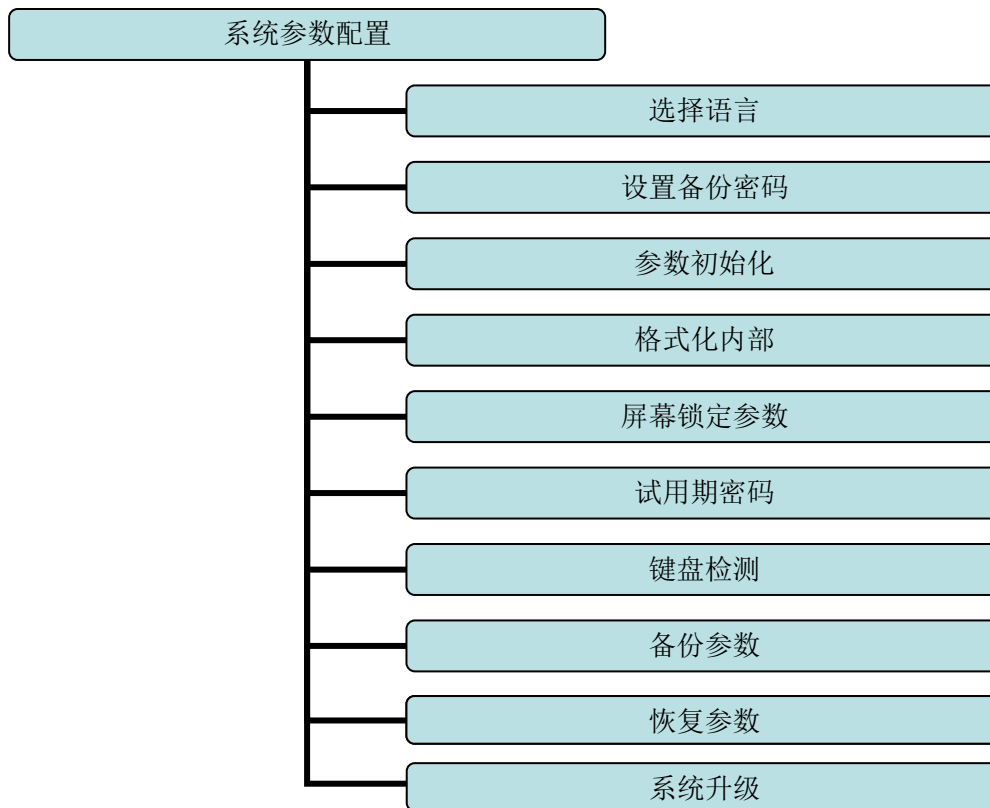 系统参数配置
选择语言
设置备份密码
参数初始化
格式化内部
屏幕锁定参数
试用期密码
键盘检测
备份参数
恢复参数
系统升级